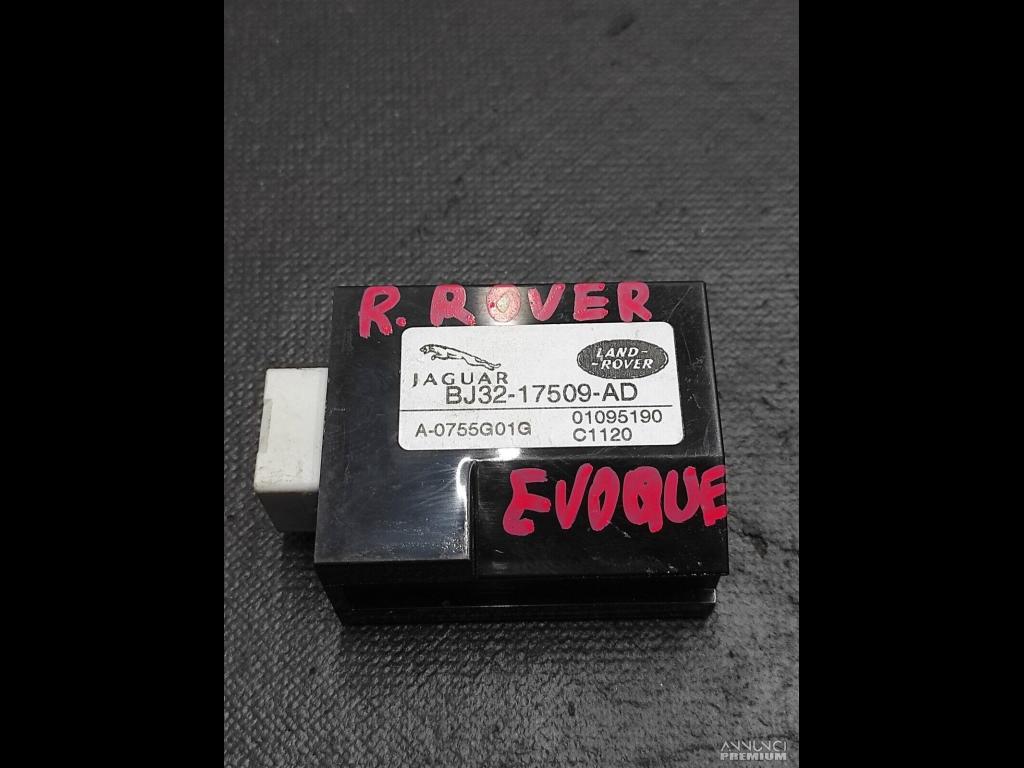 R. ROVER
JAGUAR
LAND-
-ROVER
BJ32-17509-AD
A-0755G01G
01095190
C1120
EVOQUE
ANNUNCI
PREMIUM